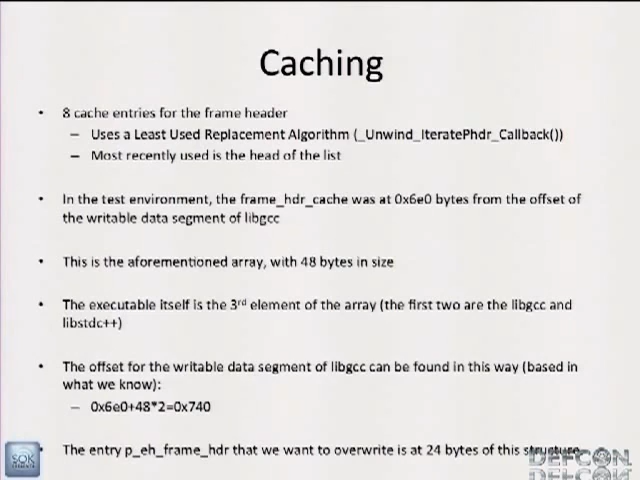 Caching
• 8 cache entries for the frame header
– Uses a Least Used Replacement Algorithm (_Unwind_IteratePhdr_Callback())
– Most recently used is the head of the list
• In the test environment, the frame_hdr_cache was at 0x6e0 bytes from the offset of
the writable data segment of libgcc
• This is the aforementioned array, with 48 bytes in size
• The executable itself is the 3rd element of the array (the first two are the libgcc and
libstdc++)
• The offset for the writable data segment of libgcc can be found in this way (based in
what we know):
– 0x6e0+48*2=0x740
• The entry p_eh_frame_hdr that we want to overwrite is at 24 bytes of this structure
SOK
DEFCON